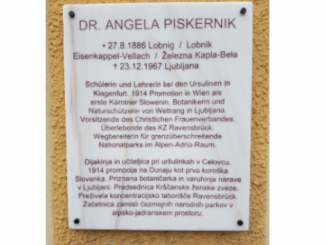 DR. ANGELA PISKERNIK
• 27.8.1886 Lobnig / Lobnik
Eisenkappel-Vellach / Železna Kapla-Bela
† 23.12.1967 Ljubljana
Schülerin und Lehrerin bei den Ursulinen in
Klagenfurt. 1914 Promotion in Wien als
erste Kärntner Slowenin. Botanikerin und
Naturschützerin von Weltrang in Ljubljana.
Vorsitzende des Christlichen Frauenverbandes.
Überlebende des KZ Ravensbrück.
Wegbereiterin für grenzüberschreitende
Nationalparks im Alpen-Adria-Raum.
Dijakinja in učiteljica pri uršulinkah v Celovcu.
1914 promocija na Dunaju kot prva koroška
Slovenka. Priznana botaničarka in varuhinja narave
v Ljubljani. Predsednica Krščanske ženske zveze.
Preživela koncentracijsko taborišče Ravensbrück.
Začetnica zamisli čezmejnih narodnih parkov v
alpsko-jadranskem prostoru.